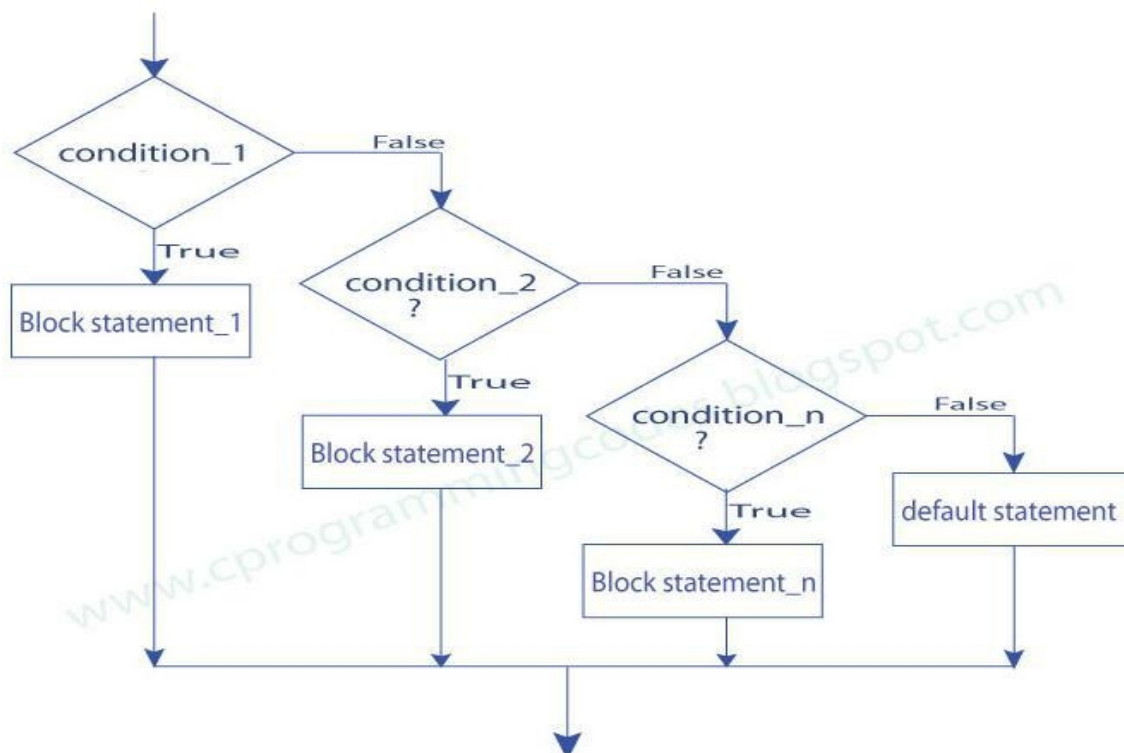 condition_1
False
True
Block statement_1
condition_2
?
False
True
Block statement_2
condition_n
?
False
True
Block statement_n
default statement
www.cprogrammingcodes.blogspot.com